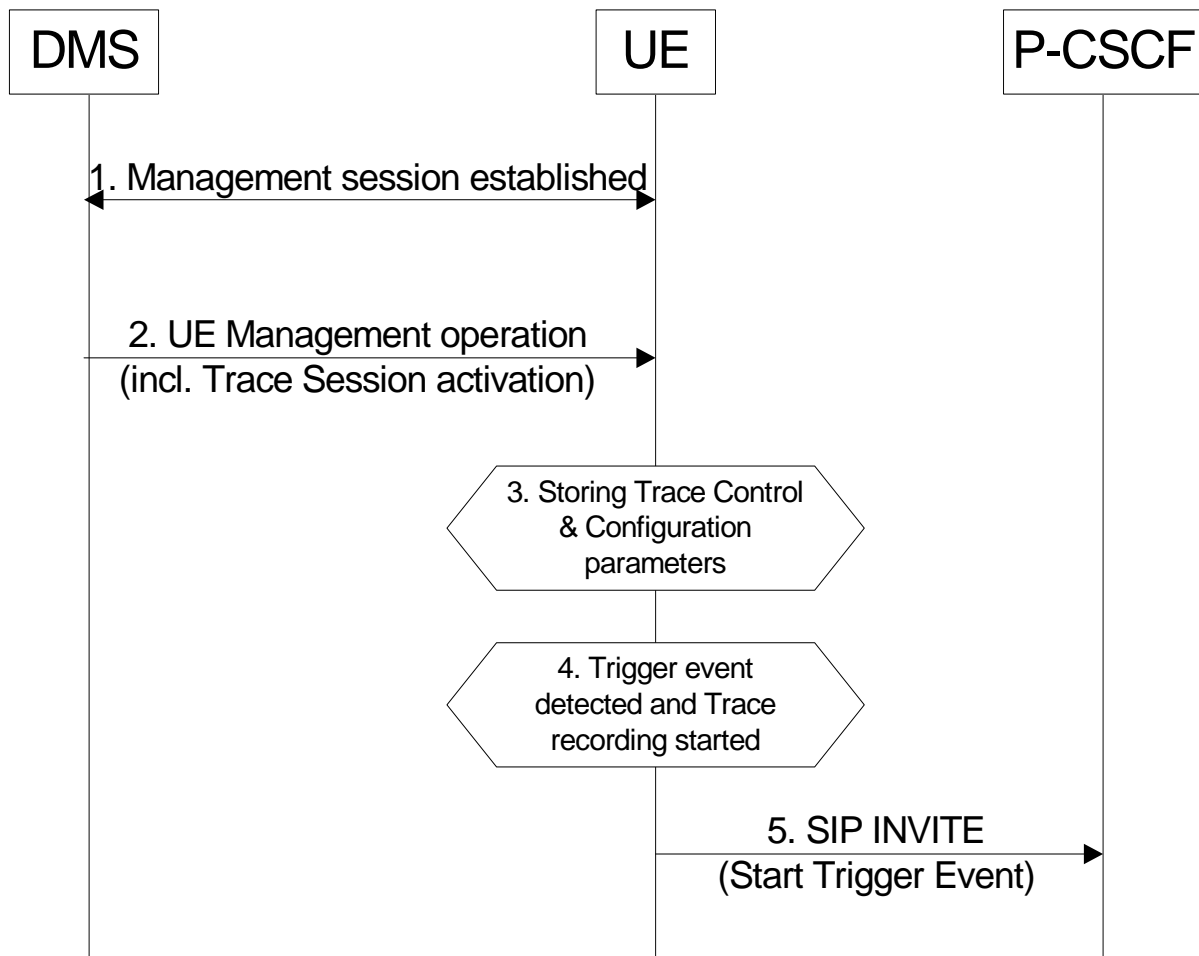 DMS
UE
P-CSCF
1. Management session established
2. UE Management operation
(incl. Trace Session activation)
3. Storing Trace Control
& Configuration
parameters
4. Trigger event
detected and Trace
recording started
5. SIP INVITE
(Start Trigger Event)